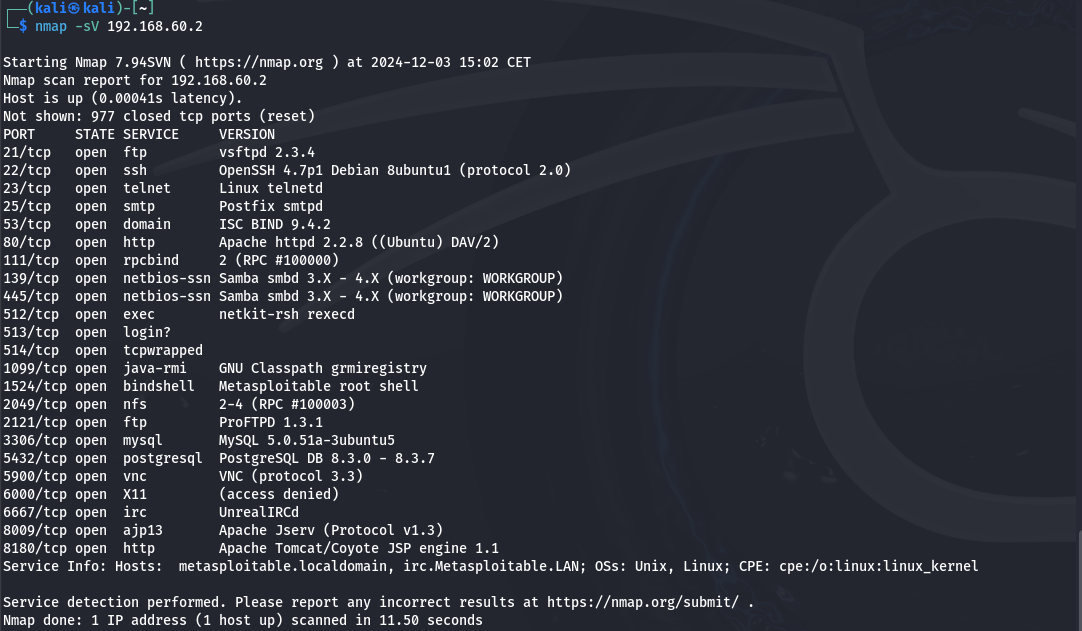 ┌──(kali㉿kali)-[~]
└─$ nmap -sV 192.168.60.2
Starting Nmap 7.94SVN ( https://nmap.org ) at 2024-12-03 15:02 CET
Nmap scan report for 192.168.60.2
Host is up (0.00041s latency).
Not shown: 977 closed tcp ports (reset)
PORT     STATE SERVICE     VERSION
21/tcp   open  ftp         vsftpd 2.3.4
22/tcp   open  ssh         OpenSSH 4.7p1 Debian 8ubuntu1 (protocol 2.0)
23/tcp   open  telnet      Linux telnetd
25/tcp   open  smtp        Postfix smtpd
53/tcp   open  domain      ISC BIND 9.4.2
80/tcp   open  http        Apache httpd 2.2.8 ((Ubuntu) DAV/2)
111/tcp  open  rpcbind     2 (RPC #100000)
139/tcp  open  netbios-ssn Samba smbd 3.X - 4.X (workgroup: WORKGROUP)
445/tcp  open  netbios-ssn Samba smbd 3.X - 4.X (workgroup: WORKGROUP)
512/tcp  open  exec        netkit-rsh rexecd
513/tcp  open  login?
514/tcp  open  tcpwrapped
1099/tcp open  java-rmi    GNU Classpath grmiregistry
1524/tcp open  bindshell   Metasploitable root shell
2049/tcp open  nfs         2-4 (RPC #100003)
2121/tcp open  ftp         ProFTPD 1.3.1
3306/tcp open  mysql       MySQL 5.0.51a-3ubuntu5
5432/tcp open  postgresql  PostgreSQL DB 8.3.0 - 8.3.7
5900/tcp open  vnc         VNC (protocol 3.3)
6000/tcp open  X11         (access denied)
6667/tcp open  irc         UnrealIRCd
8009/tcp open  ajp13       Apache Jserv (Protocol v1.3)
8180/tcp open  http        Apache Tomcat/Coyote JSP engine 1.1
Service Info: Hosts:  metasploitable.localdomain, irc.Metasploitable.LAN; OSs: Unix, Linux; CPE: cpe:/o:linux:linux_kernel
Service detection performed. Please report any incorrect results at https://nmap.org/submit/ .
Nmap done: 1 IP address (1 host up) scanned in 11.50 seconds